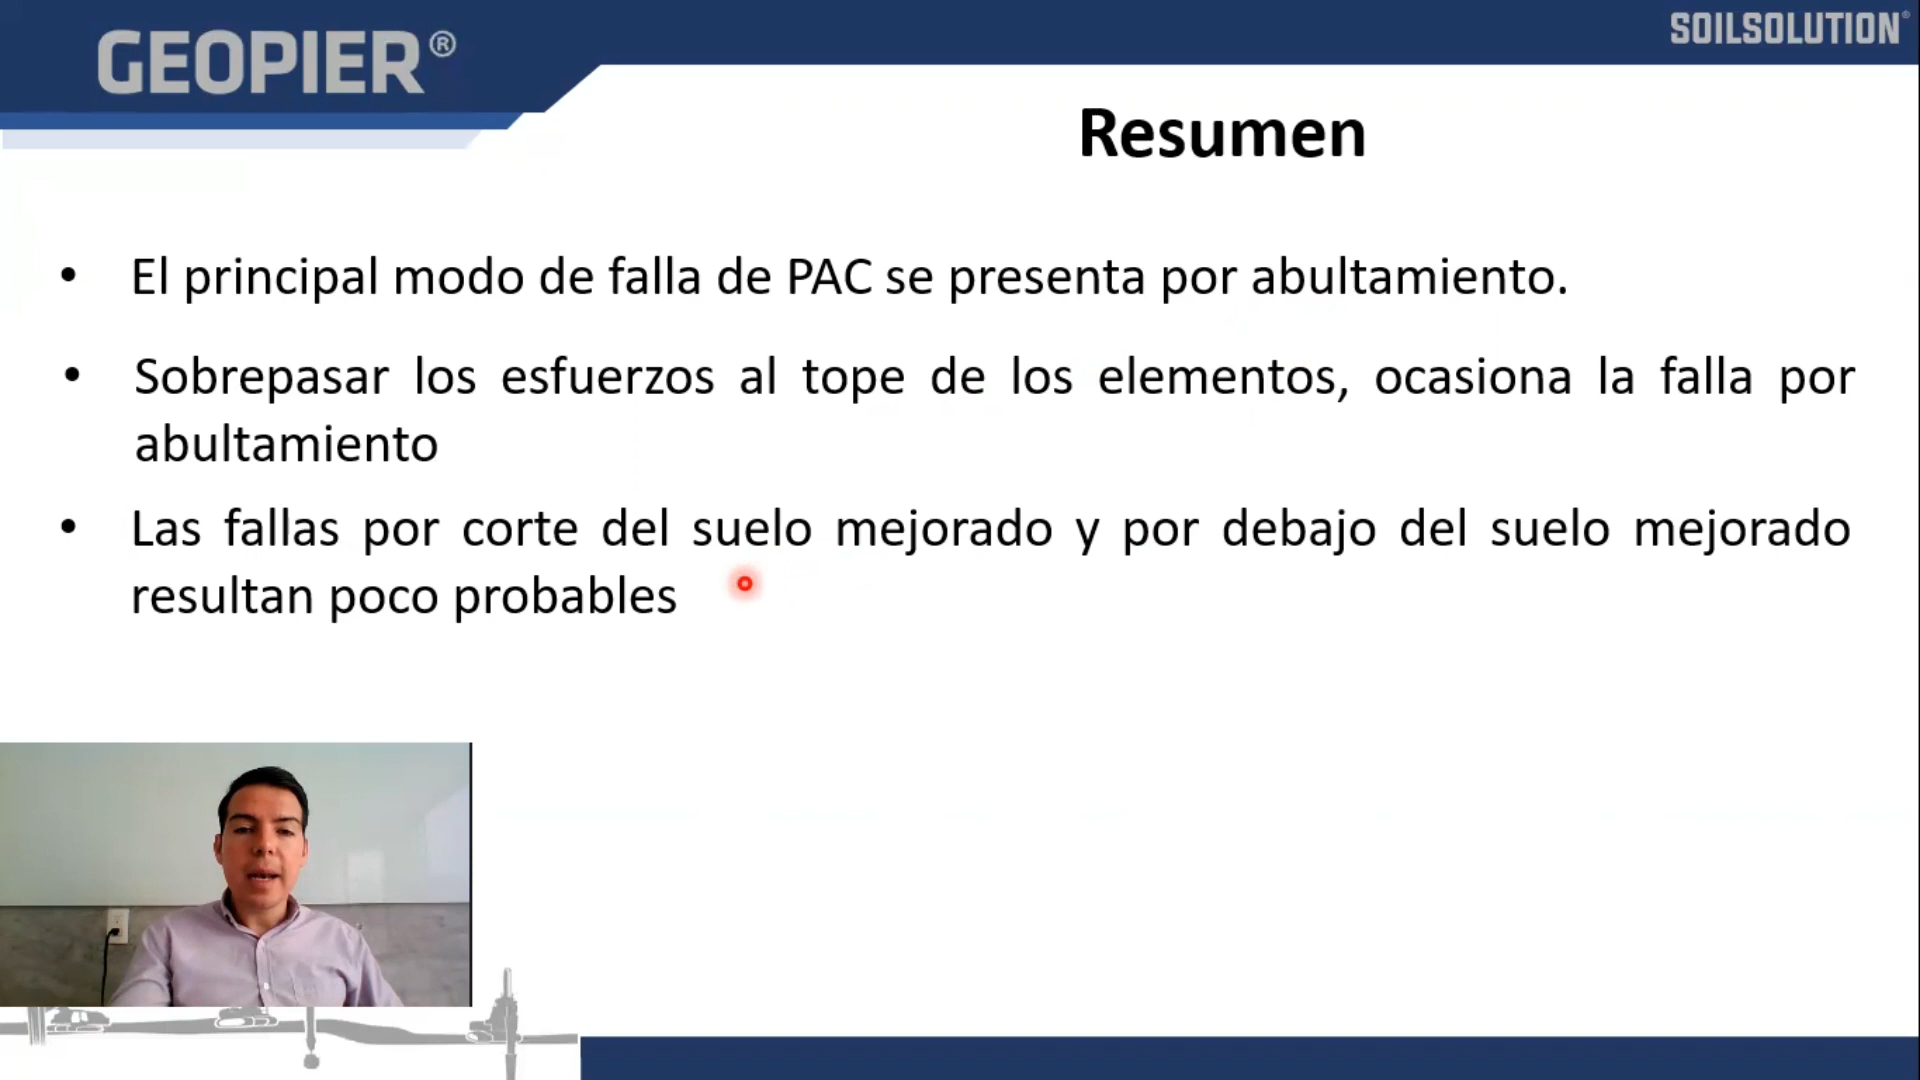 GEOPIER®
SOILSOLUTION®
Resumen
• El principal modo de falla de PAC se presenta por abultamiento.
• Sobrepasar los esfuerzos al tope de los elementos, ocasiona la falla por
abultamiento
• Las fallas por corte del suelo mejorado y por debajo del suelo mejorado
resultan poco probables